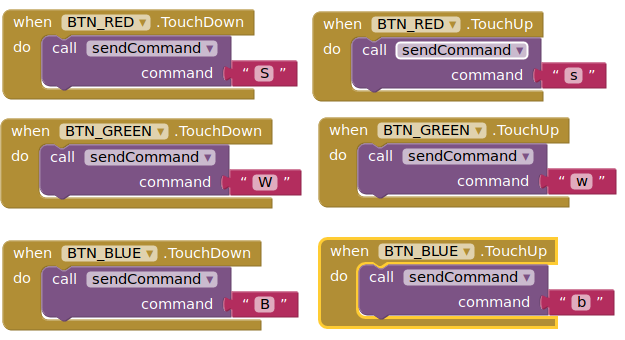 when BTN_RED .TouchDown
do call sendCommand
command “ S ”
when BTN_RED .TouchUp
do call sendCommand
command “ s ”
when BTN_GREEN .TouchDown
do call sendCommand
command “ W ”
when BTN_GREEN .TouchUp
do call sendCommand
command “ w ”
when BTN_BLUE .TouchDown
do call sendCommand
command “ B ”
when BTN_BLUE .TouchUp
do call sendCommand
command “ b ”